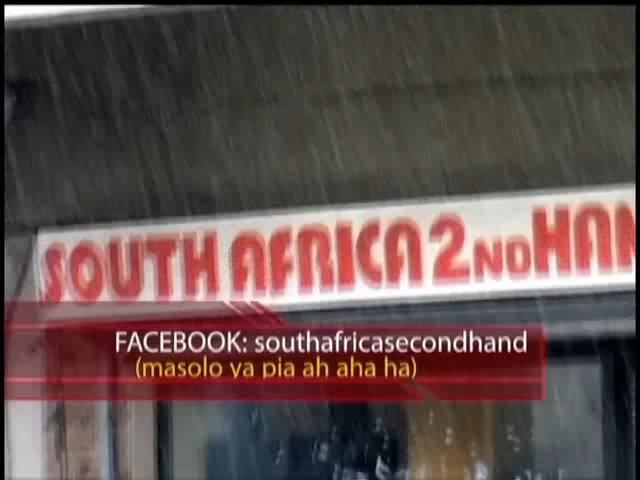 SOUTH AFRICA 2ND HAN
FACEBOOK: southafricasecondhand
(masolo ya pia ah aha ha)